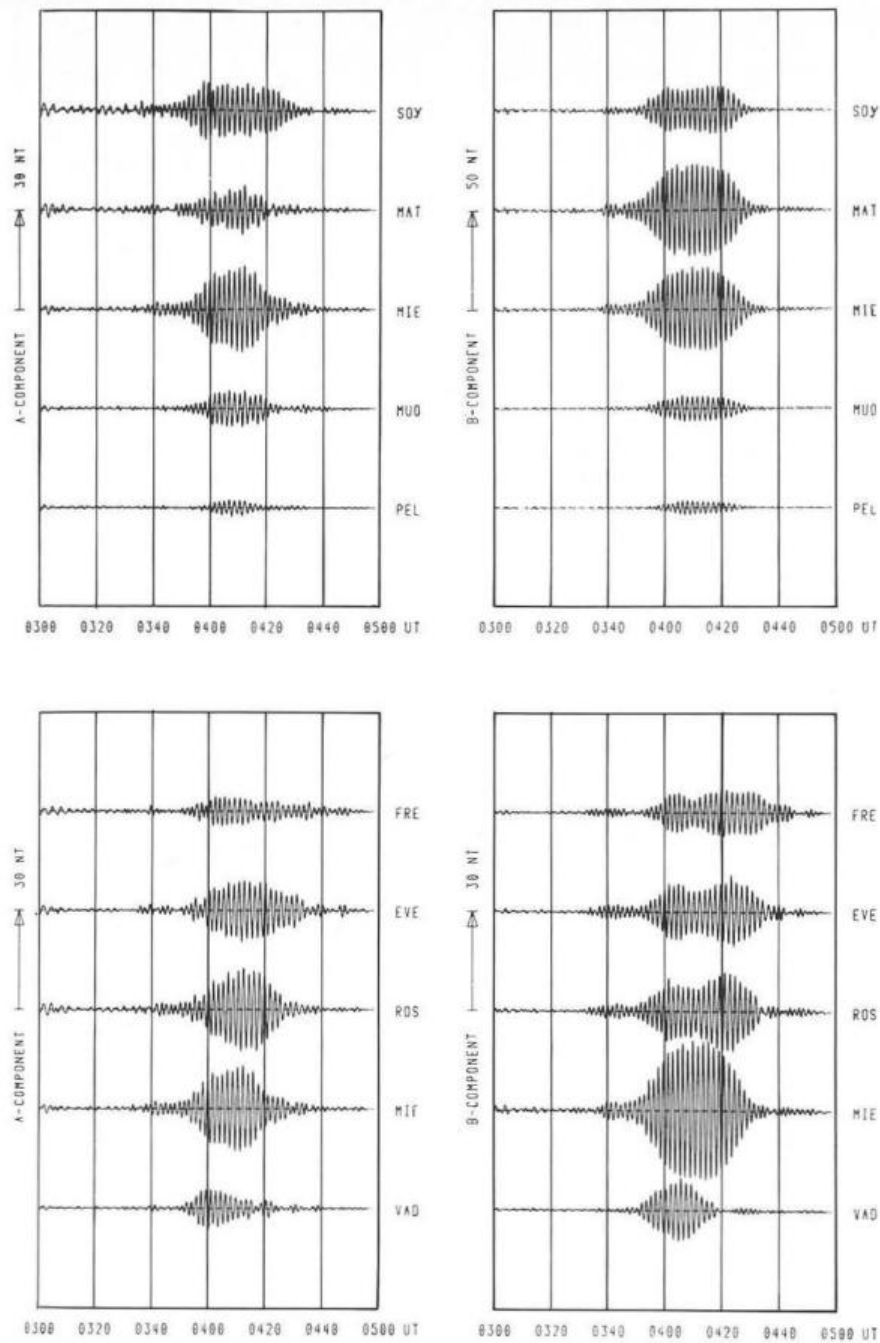 SOY
MAT
MIE
MUO
PEL
A-COMPONENT 30 NT
0300 0320 0340 0400 0420 0440 0500 UT
SOY
MAT
MIE
MUO
PEL
B-COMPONENT 50 NT
0300 0320 0340 0400 0420 0440 0500 UT
FRE
EVE
ROS
MIE
VAD
A-COMPONENT 30 NT
0300 0320 0340 0400 0420 0440 0500 UT
FRE
EVE
ROS
MIE
VAD
B-COMPONENT 30 NT
0300 0320 0340 0400 0420 0440 0500 UT